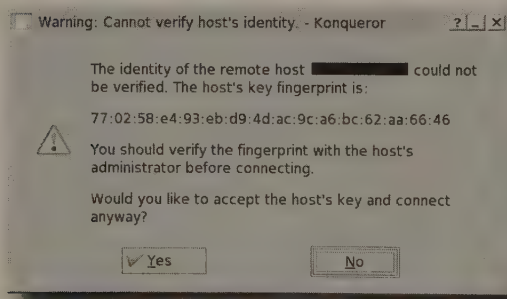 Warning: Cannot verify host's identity. - Konqueror
? _ X
The identity of the remote host could not
be verified. The host's key fingerprint is:
77:02:58:e4:93:eb:d9:4d:ac:9c:a6:bc:62:aa:66:46
You should verify the fingerprint with the host's
administrator before connecting.
Would you like to accept the host's key and connect
anyway?
Yes
No